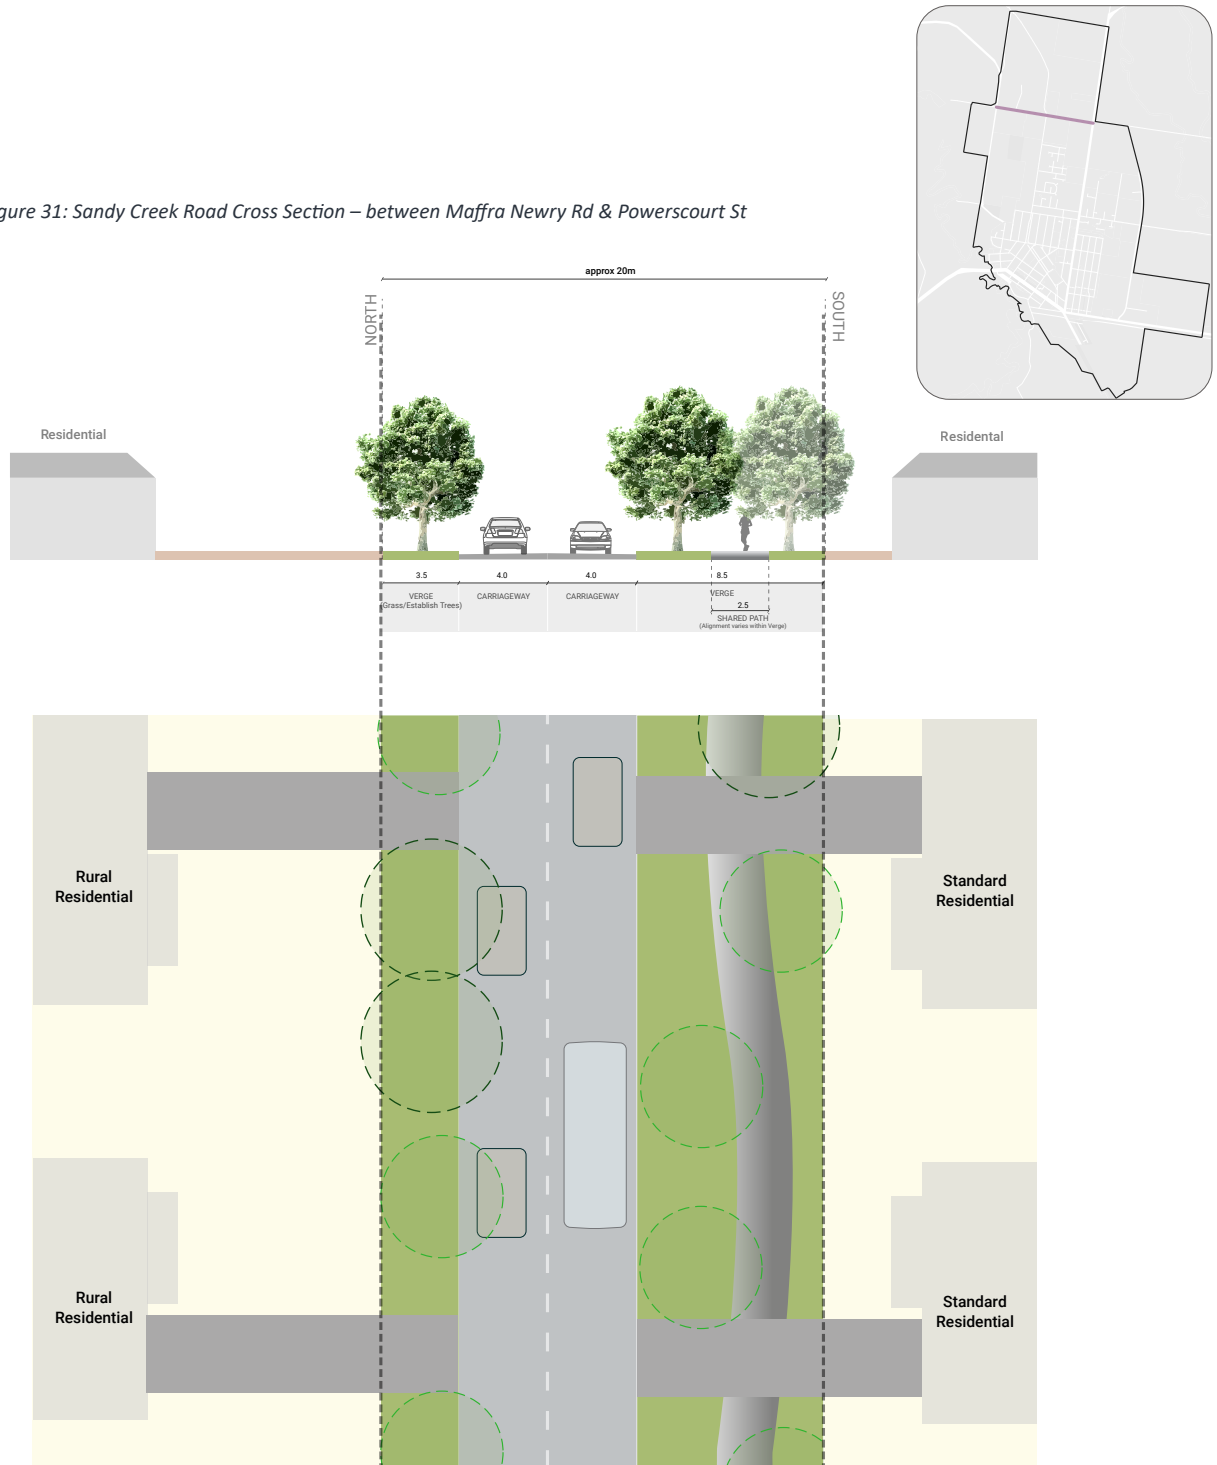 gure 31: Sandy Creek Road Cross Section – between Maffra Newry Rd & Powerscourt St
approx 20m
NORTH
SOUTH
Residential
Residental
3.5
4.0
4.0
8.5
VERGE
(Grass/Establish Trees)
CARRIAGEWAY
CARRIAGEWAY
VERGE
2.5
SHARED PATH
(Alignment varies within Verge)
Rural
Residential
Standard
Residential
Rural
Residential
Standard
Residential